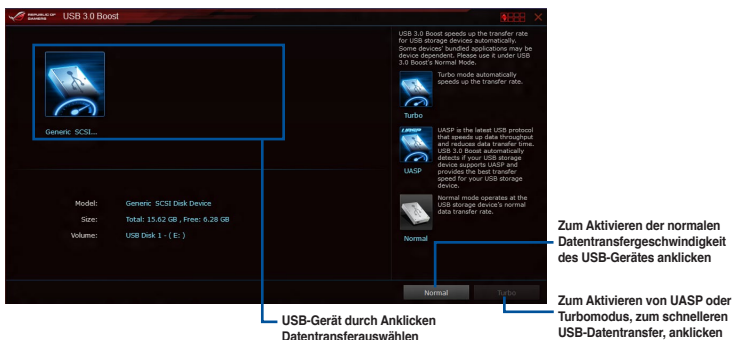 REPUBLIC OF GAMERS USB 3.0 Boost
USB 3.0 Boost speeds up the transfer rate
for USB storage devices automatically.
Some devices' bundled applications may be
device dependent. Please use it under USB
3.0 Boost's Normal Mode.
Turbo mode automatically
speeds up the transfer rate.
Turbo
Generic SCSI...
UASP
UASP is the latest USB protocol
that speeds up data throughput
and reduces data transfer time.
USB 3.0 Boost automatically
detects if your USB storage
device supports UASP and
provides the best transfer
speed for your USB storage
device.
UASP
Normal mode operates at the
USB storage device's normal
data transfer rate.
Normal
Model: Generic SCSI Disk Device
Size: Total: 15.62 GB , Free: 6.28 GB
Volume: USB Disk 1 - ( E: )
Normal
Turbo
Zum Aktivieren der normalen
Datentransfergeschwindigkeit
des USB-Gerätes anklicken
Zum Aktivieren von UASP oder
Turbomodus, zum schnelleren
USB-Datentransfer, anklicken
USB-Gerät durch Anklicken
Datentransferauswählen